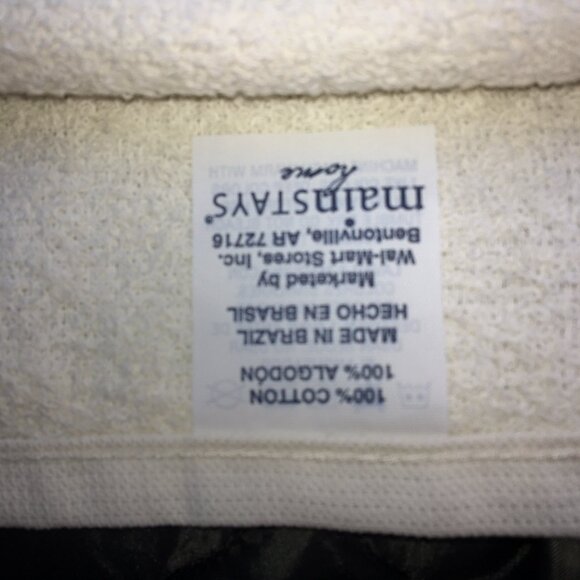 100% COTTON
100% ALGODÓN
MADE IN BRAZIL
HECHO EN BRASIL
Marketed by
Wal-Mart Stores, Inc.
Bentonville, AR 72716
mainSTAYS®
home